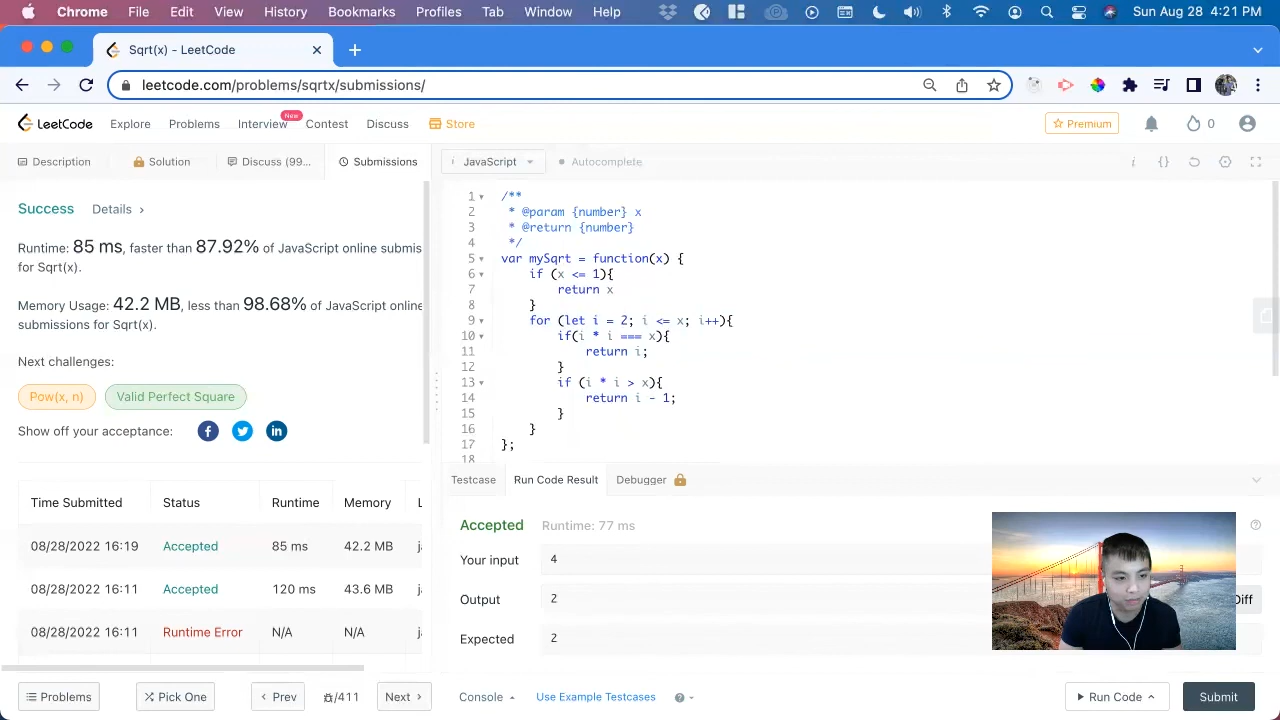 Chrome File Edit View History Bookmarks Profiles Tab Window Help Sun Aug 28 4:21 PM
Sqrt(x) - LeetCode
leetcode.com/problems/sqrtx/submissions/
LeetCode Explore Problems Interview New Contest Discuss Store Premium 0
Description Solution Discuss (99... Submissions
JavaScript Autocomplete
Success Details
Runtime: 85 ms, faster than 87.92% of JavaScript online submis
for Sqrt(x).
Memory Usage: 42.2 MB, less than 98.68% of JavaScript online
submissions for Sqrt(x).
Next challenges:
Pow(x, n) Valid Perfect Square
Show off your acceptance:
Time Submitted Status Runtime Memory L
08/28/2022 16:19 Accepted 85 ms 42.2 MB
08/28/2022 16:11 Accepted 120 ms 43.6 MB
08/28/2022 16:11 Runtime Error N/A N/A
1 /**
2 * @param {number} x
3 * @return {number}
4 */
5 var mySqrt = function(x) {
6 if (x <= 1){
7 return x
8 }
9 for (let i = 2; i <= x; i++){
10 if(i * i === x){
11 return i;
12 }
13 if (i * i > x){
14 return i - 1;
15 }
16 }
17 };
18
Testcase Run Code Result Debugger
Accepted Runtime: 77 ms
Your input 4
Output 2 Diff
Expected 2
Problems Pick One Prev /411 Next Console Use Example Testcases Run Code Submit